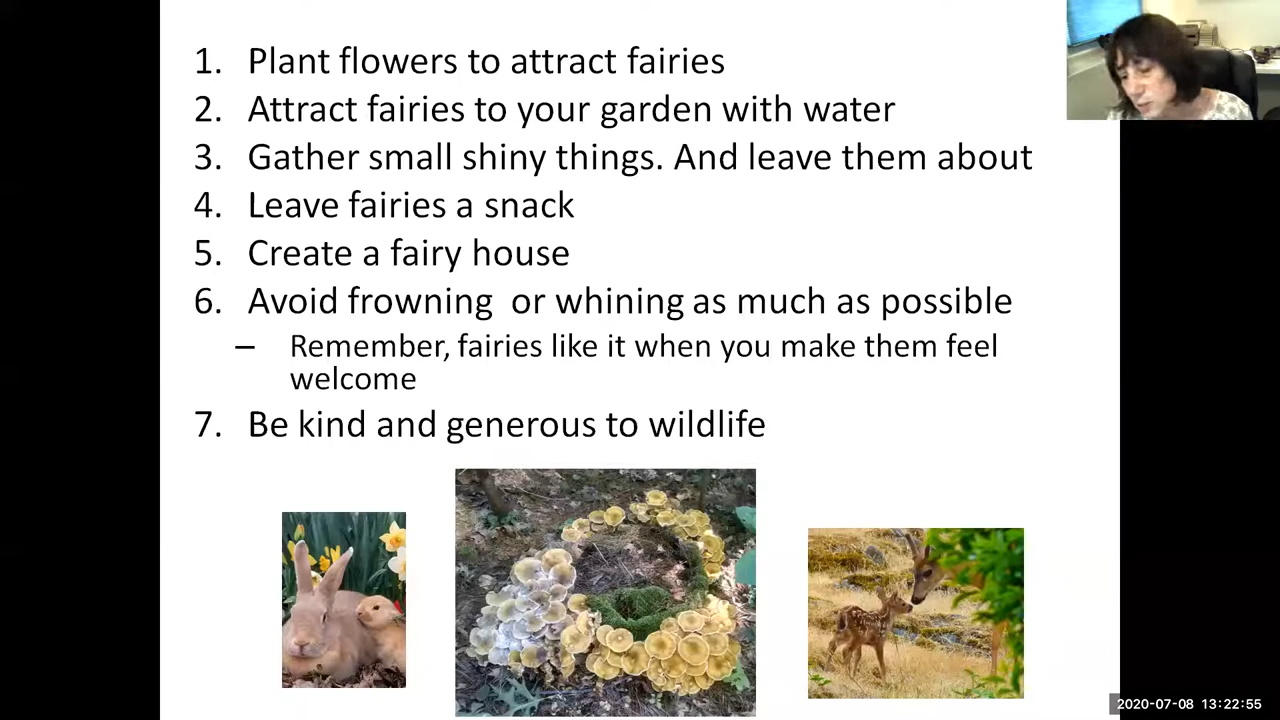 1. Plant flowers to attract fairies
2. Attract fairies to your garden with water
3. Gather small shiny things. And leave them about
4. Leave fairies a snack
5. Create a fairy house
6. Avoid frowning  or whining as much as possible
– Remember, fairies like it when you make them feel
welcome
7. Be kind and generous to wildlife
2020-07-08 13:22:55